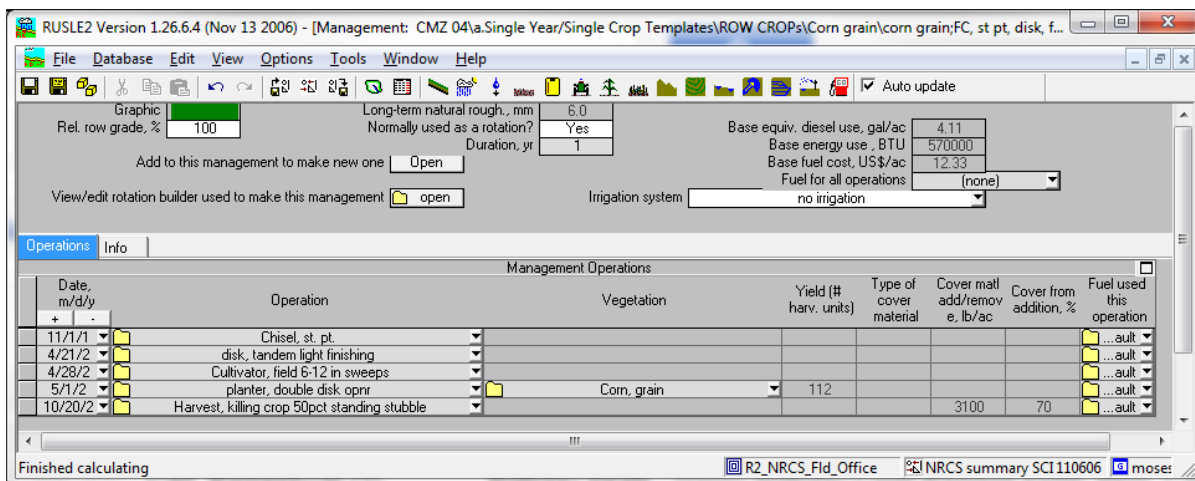 RUSLE2 Version 1.26.6.4 (Nov 13 2006) - [Management: CMZ 04\a.Single Year/Single Crop Templates\ROW CROPs\Corn grain\corn grain;FC, st pt, disk, f...
File Database Edit View Options Tools Window Help
Auto update
Graphic Long-term natural rough., mm 6.0
Rel. row grade, % 100 Normally used as a rotation? Yes Base equiv. diesel use, gal/ac 4.11
Duration, yr 1 Base energy use , BTU 570000
Add to this management to make new one Open Base fuel cost, US$/ac 12.33
Fuel for all operations (none)
View/edit rotation builder used to make this management open Irrigation system no irrigation
Operations Info
Management Operations
Date, m/d/y Operation Vegetation Yield (# harv. units) Type of cover material Cover matl add/remov e, lb/ac Cover from addition, % Fuel used this operation
+ -
11/1/1 Chisel, st. pt. ...ault
4/21/2 disk, tandem light finishing ...ault
4/28/2 Cultivator, field 6-12 in sweeps ...ault
5/1/2 planter, double disk opnr Corn, grain 112 ...ault
10/20/2 Harvest, killing crop 50pct standing stubble 3100 70 ...ault
Finished calculating R2_NRCS_Fld_Office NRCS summary SCI 110606 moses